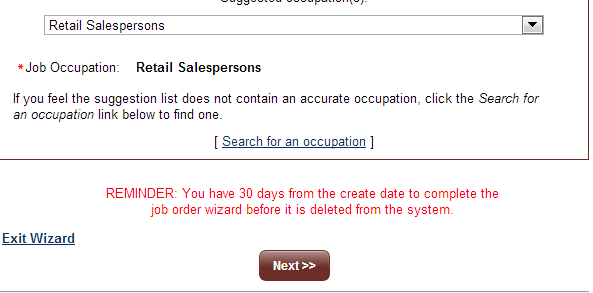 Suggested occupation(s):
Retail Salespersons
*Job Occupation: Retail Salespersons
If you feel the suggestion list does not contain an accurate occupation, click the Search for
an occupation link below to find one.
[ Search for an occupation ]
REMINDER: You have 30 days from the create date to complete the
job order wizard before it is deleted from the system.
Exit Wizard
Next >>